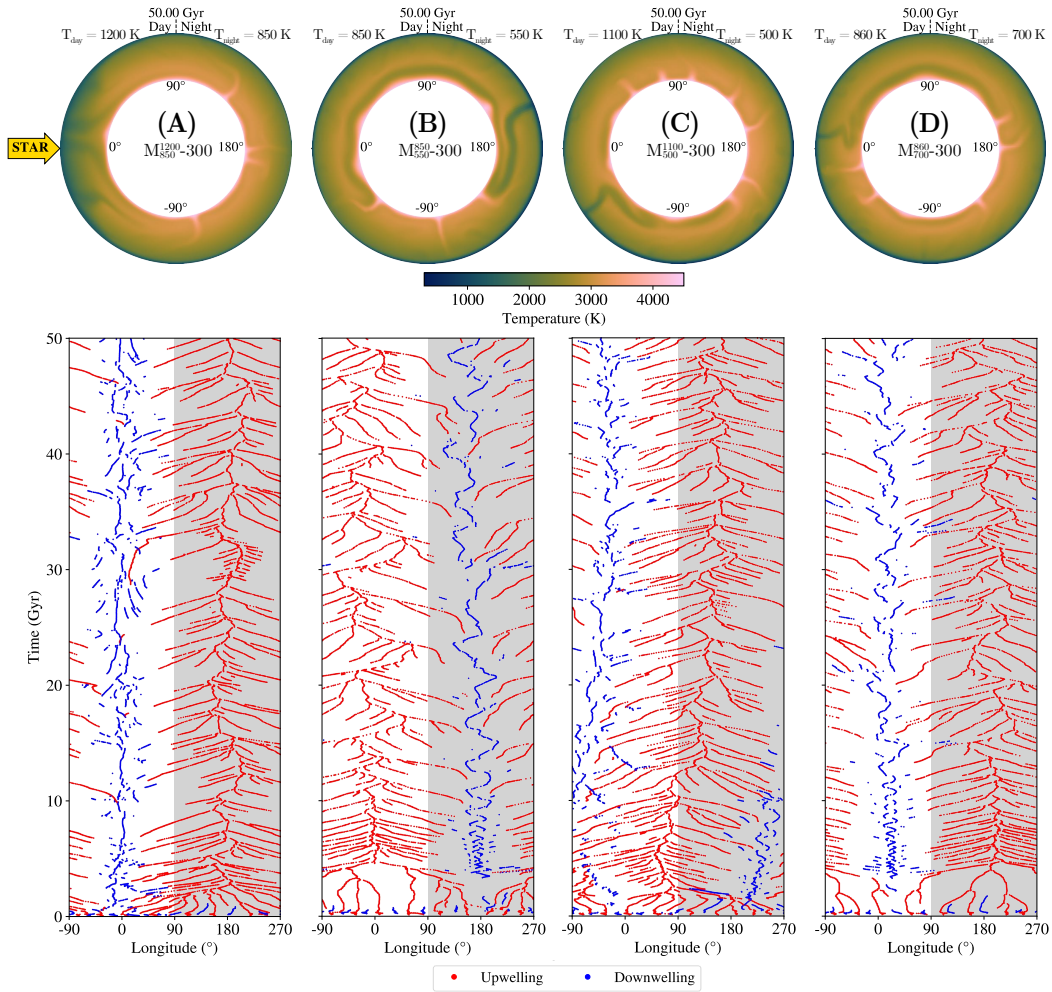 50.00 Gyr 50.00 Gyr 50.00 Gyr 50.00 Gyr
Day Night Day Night Day Night Day Night
T_day = 1200 K T_night = 850 K T_day = 850 K T_night = 550 K T_day = 1100 K T_night = 500 K T_day = 860 K T_night = 700 K
90° 90° 90° 90°
(A) (B) (C) (D)
STAR 0° M^1200_850-300 180° 0° M^850_550-300 180° 0° M^1100_500-300 180° 0° M^860_700-300 180°
-90° -90° -90° -90°
1000 2000 3000 4000
Temperature (K)
50
40
30
20
10
0
Time (Gyr)
-90 0 90 180 270 -90 0 90 180 270 -90 0 90 180 270 -90 0 90 180 270
Longitude (°) Longitude (°) Longitude (°) Longitude (°)
Upwelling Downwelling